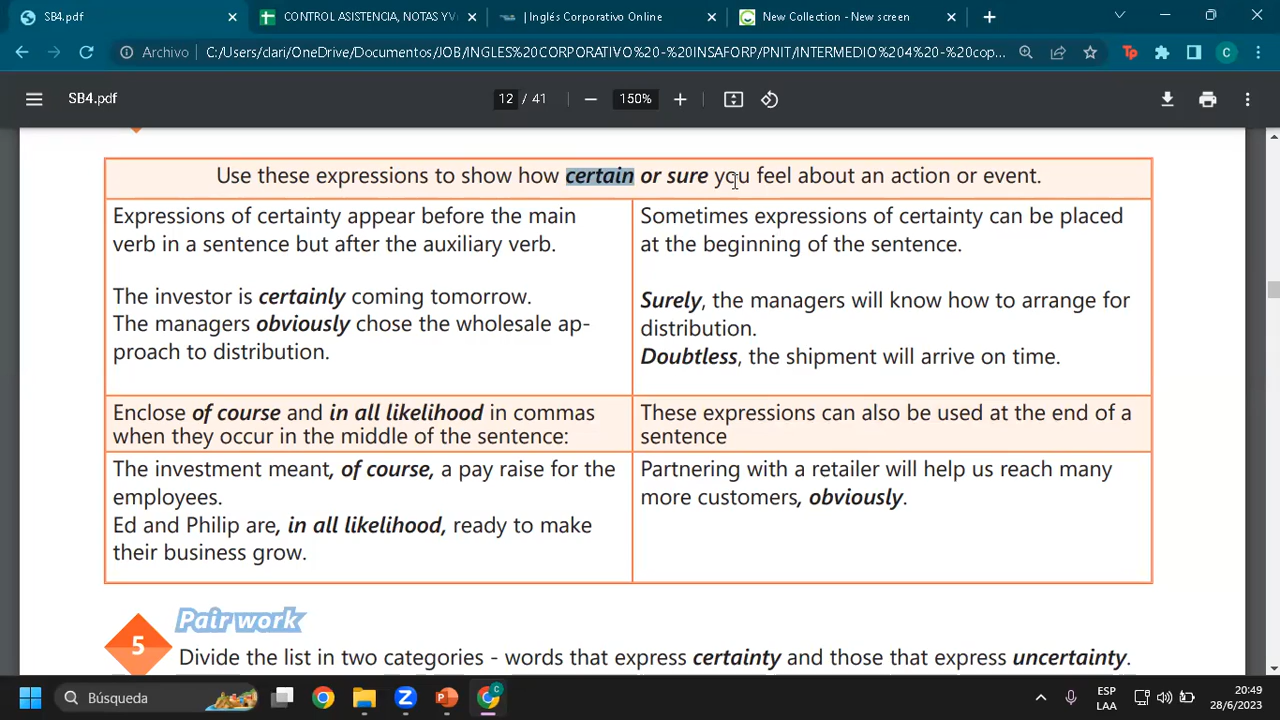 SB4.pdf
CONTROL ASISTENCIA, NOTAS YV
| Inglés Corporativo Online
New Collection - New screen
Archivo
C:/Users/clari/OneDrive/Documentos/JOB/INGLES%20CORPORATIVO%20-%20INSAFORP/PNIT/INTERMEDIO%204%20-%20cop...
SB4.pdf
12 / 41
150%
Use these expressions to show how certain or sure you feel about an action or event.
Expressions of certainty appear before the main
verb in a sentence but after the auxiliary verb.
The investor is certainly coming tomorrow.
The managers obviously chose the wholesale ap-
proach to distribution.
Sometimes expressions of certainty can be placed
at the beginning of the sentence.
Surely, the managers will know how to arrange for
distribution.
Doubtless, the shipment will arrive on time.
Enclose of course and in all likelihood in commas
when they occur in the middle of the sentence:
These expressions can also be used at the end of a
sentence
The investment meant, of course, a pay raise for the
employees.
Ed and Philip are, in all likelihood, ready to make
their business grow.
Partnering with a retailer will help us reach many
more customers, obviously.
5
Pair work
Divide the list in two categories - words that express certainty and those that express uncertainty.
Búsqueda
ESP
LAA
20:49
28/6/2023